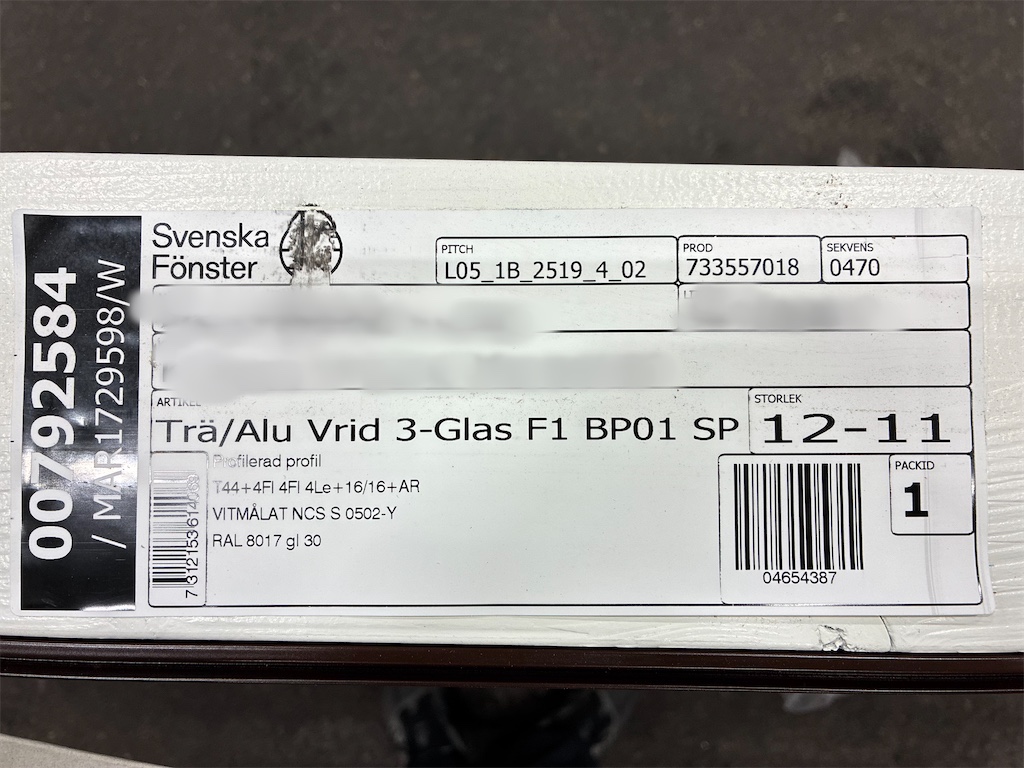 00792584
/ MAR1729598/W
Svenska
Fönster
PITCH
L05_1B_2519_4_02
PROD
733557018
SEKVENS
0470
ARTIKEL
Trä/Alu Vrid 3-Glas F1 BP01 SP
STORLEK
12-11
Profilerad profil
T44+4Fl 4Fl 4Le+16/16+AR
VITMÅLAT NCS S 0502-Y
RAL 8017 gl 30
04654387
PACKID
1